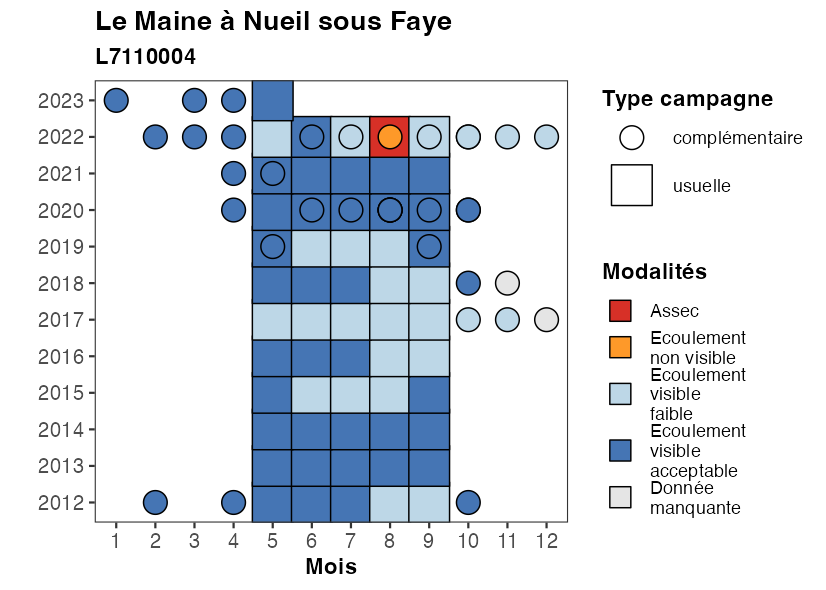 Le Maine à Nueil sous Faye
L7110004
2023
2022
2021
2020
2019
2018
2017
2016
2015
2014
2013
2012
1 2 3 4 5 6 7 8 9 10 11 12
Mois
Type campagne
complémentaire
usuelle
Modalités
Assec
Ecoulement
non visible
Ecoulement
visible
faible
Ecoulement
visible
acceptable
Donnée
manquante